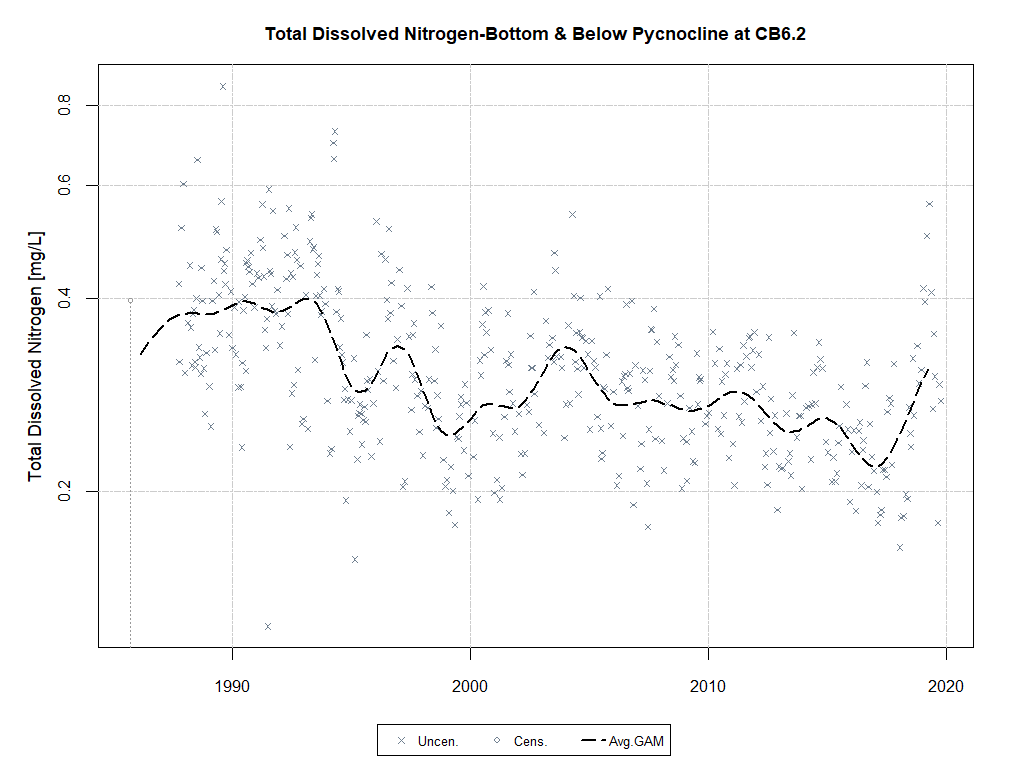 Total Dissolved Nitrogen-Bottom & Below Pycnocline at CB6.2
Total Dissolved Nitrogen [mg/L]
0.8
0.6
0.4
0.2
1990 2000 2010 2020
Uncen. Cens. Avg.GAM